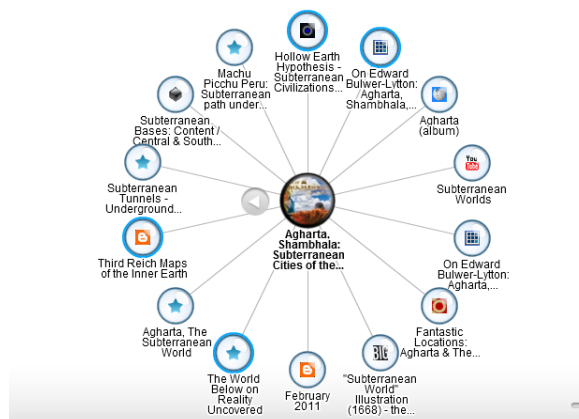 Hollow Earth
Hypothesis -
Subterranean
Civilizations...
On Edward
Bulwer-Lytton:
Agharta,
Shambhala,...
Agharta
(album)
You
Tube
Subterranean
Worlds
On Edward
Bulwer-Lytton:
Agharta,...
Fantastic
Locations:
Agharta & The...
"Subterranean
World" Illustration
(1668) - the...
February
2011
The World
Below on
Reality
Uncovered
Agharta, The
Subterranean
World
Third Reich Maps
of the Inner Earth
Subterranean
Tunnels -
Underground...
Subterranean
Bases: Content /
Central & South...
Machu
Picchu Peru:
Subterranean
path under...
Agharta,
Shambhala:
Subterranean
Cities of the...